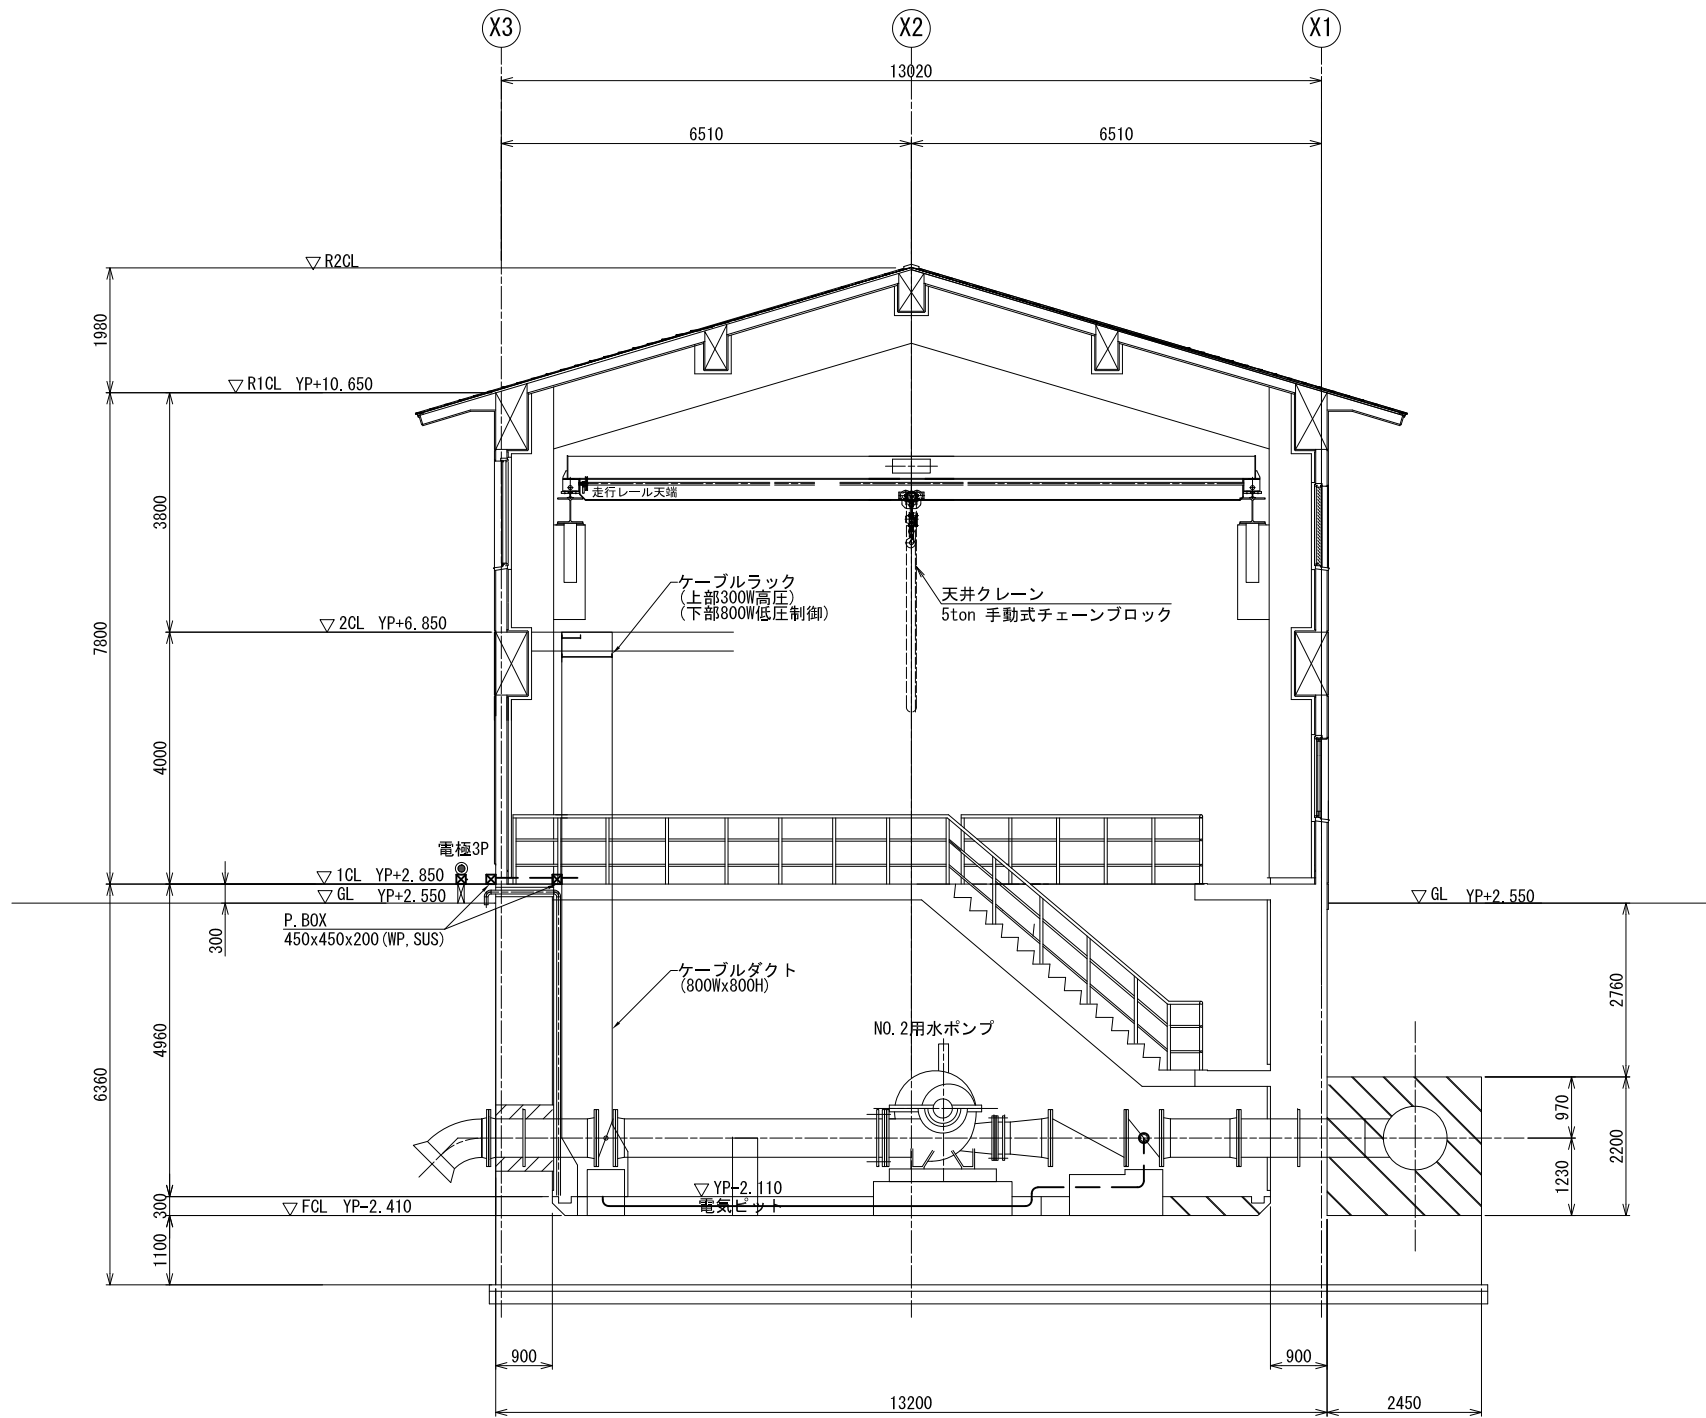 X3
X2
X1
13020
6510
6510
R2CL
1980
R1CL YP+10.650
走行レール天端
3800
ケーブルラック
(上部300W高圧)
(下部800W低圧制御)
天井クレーン
5ton 手動式チェーンブロック
2CL YP+6.850
7800
4000
電極3P
1CL YP+2.850
GL YP+2.550
GL YP+2.550
P.BOX
450x450x200(WP,SUS)
300
ケーブルダクト
(800Wx800H)
2760
NO.2用水ポンプ
4960
6360
970
2200
1230
YP-2.110
電気ピット
300
FCL YP-2.410
1100
900
900
13200
2450